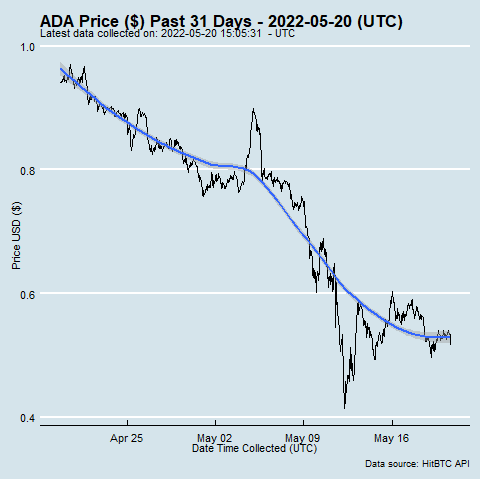 ADA Price ($) Past 31 Days - 2022-05-20 (UTC)
Latest data collected on: 2022-05-20 15:05:31  - UTC
1.0
0.8
0.6
0.4
Price USD ($)
Apr 25 May 02 May 09 May 16
Date Time Collected (UTC)
Data source: HitBTC API